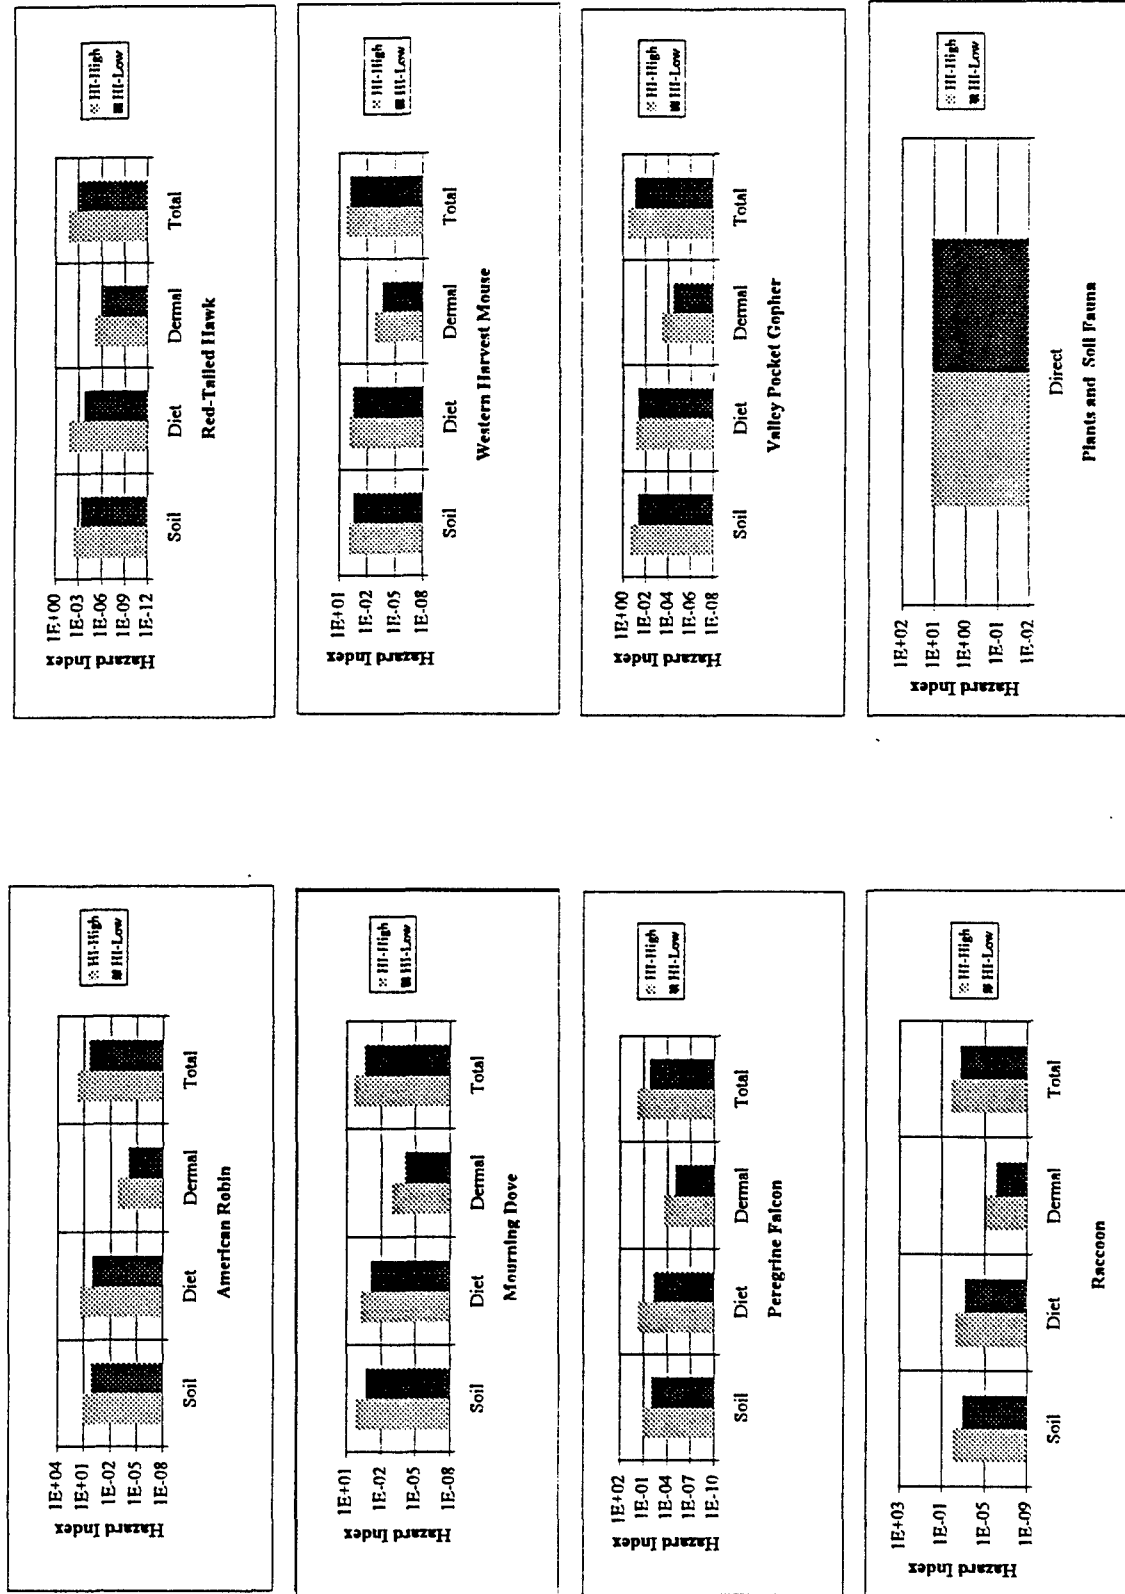 HI-High
HI-Low
Hazard Index
1E+04
1E+01
1E-02
1E-05
1E-08
Soil Diet Dermal Total
American Robin
HI-High
HI-Low
Hazard Index
1E+00
1E-03
1E-06
1E-09
1E-12
Soil Diet Dermal Total
Red-Tailed Hawk
HI-High
HI-Low
Hazard Index
1E+01
1E-02
1E-05
1E-08
Soil Diet Dermal Total
Mourning Dove
HI-High
HI-Low
Hazard Index
1E+01
1E-02
1E-05
1E-08
Soil Diet Dermal Total
Western Harvest Mouse
HI-High
HI-Low
Hazard Index
1E+02
1E-01
1E-04
1E-07
1E-10
Soil Diet Dermal Total
Peregrine Falcon
HI-High
HI-Low
Hazard Index
1E+00
1E-02
1E-04
1E-06
1E-08
Soil Diet Dermal Total
Valley Pocket Gopher
HI-High
HI-Low
Hazard Index
1E+03
1E-01
1E-05
1E-09
Soil Diet Dermal Total
Raccoon
HI-High
HI-Low
Hazard Index
1E+02
1E+01
1E+00
1E-01
1E-02
Direct
Plants and Soil Fauna